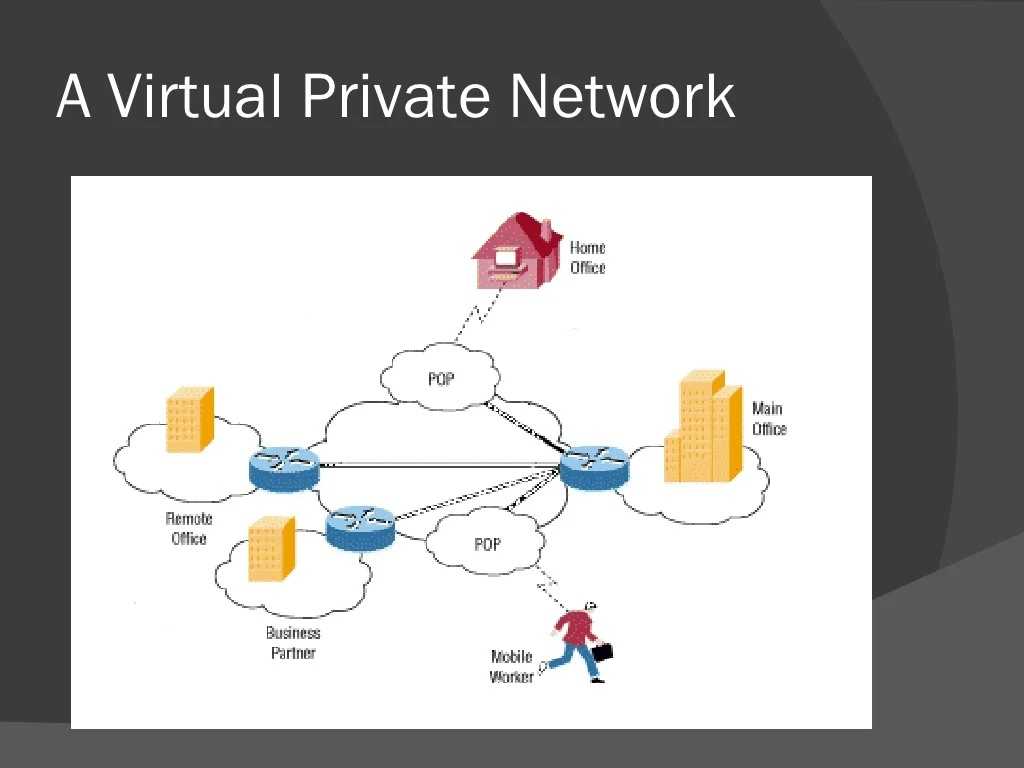 A Virtual Private Network
Home
Office
POP
Main
Office
Remote
Office
POP
Business
Partner
Mobile
Worker